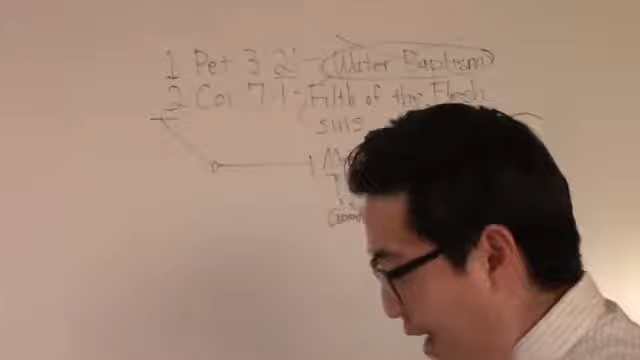 1 Pet 3:21 - Water Baptism
2 Cor 7:1 - Filth of the Flesh
sins